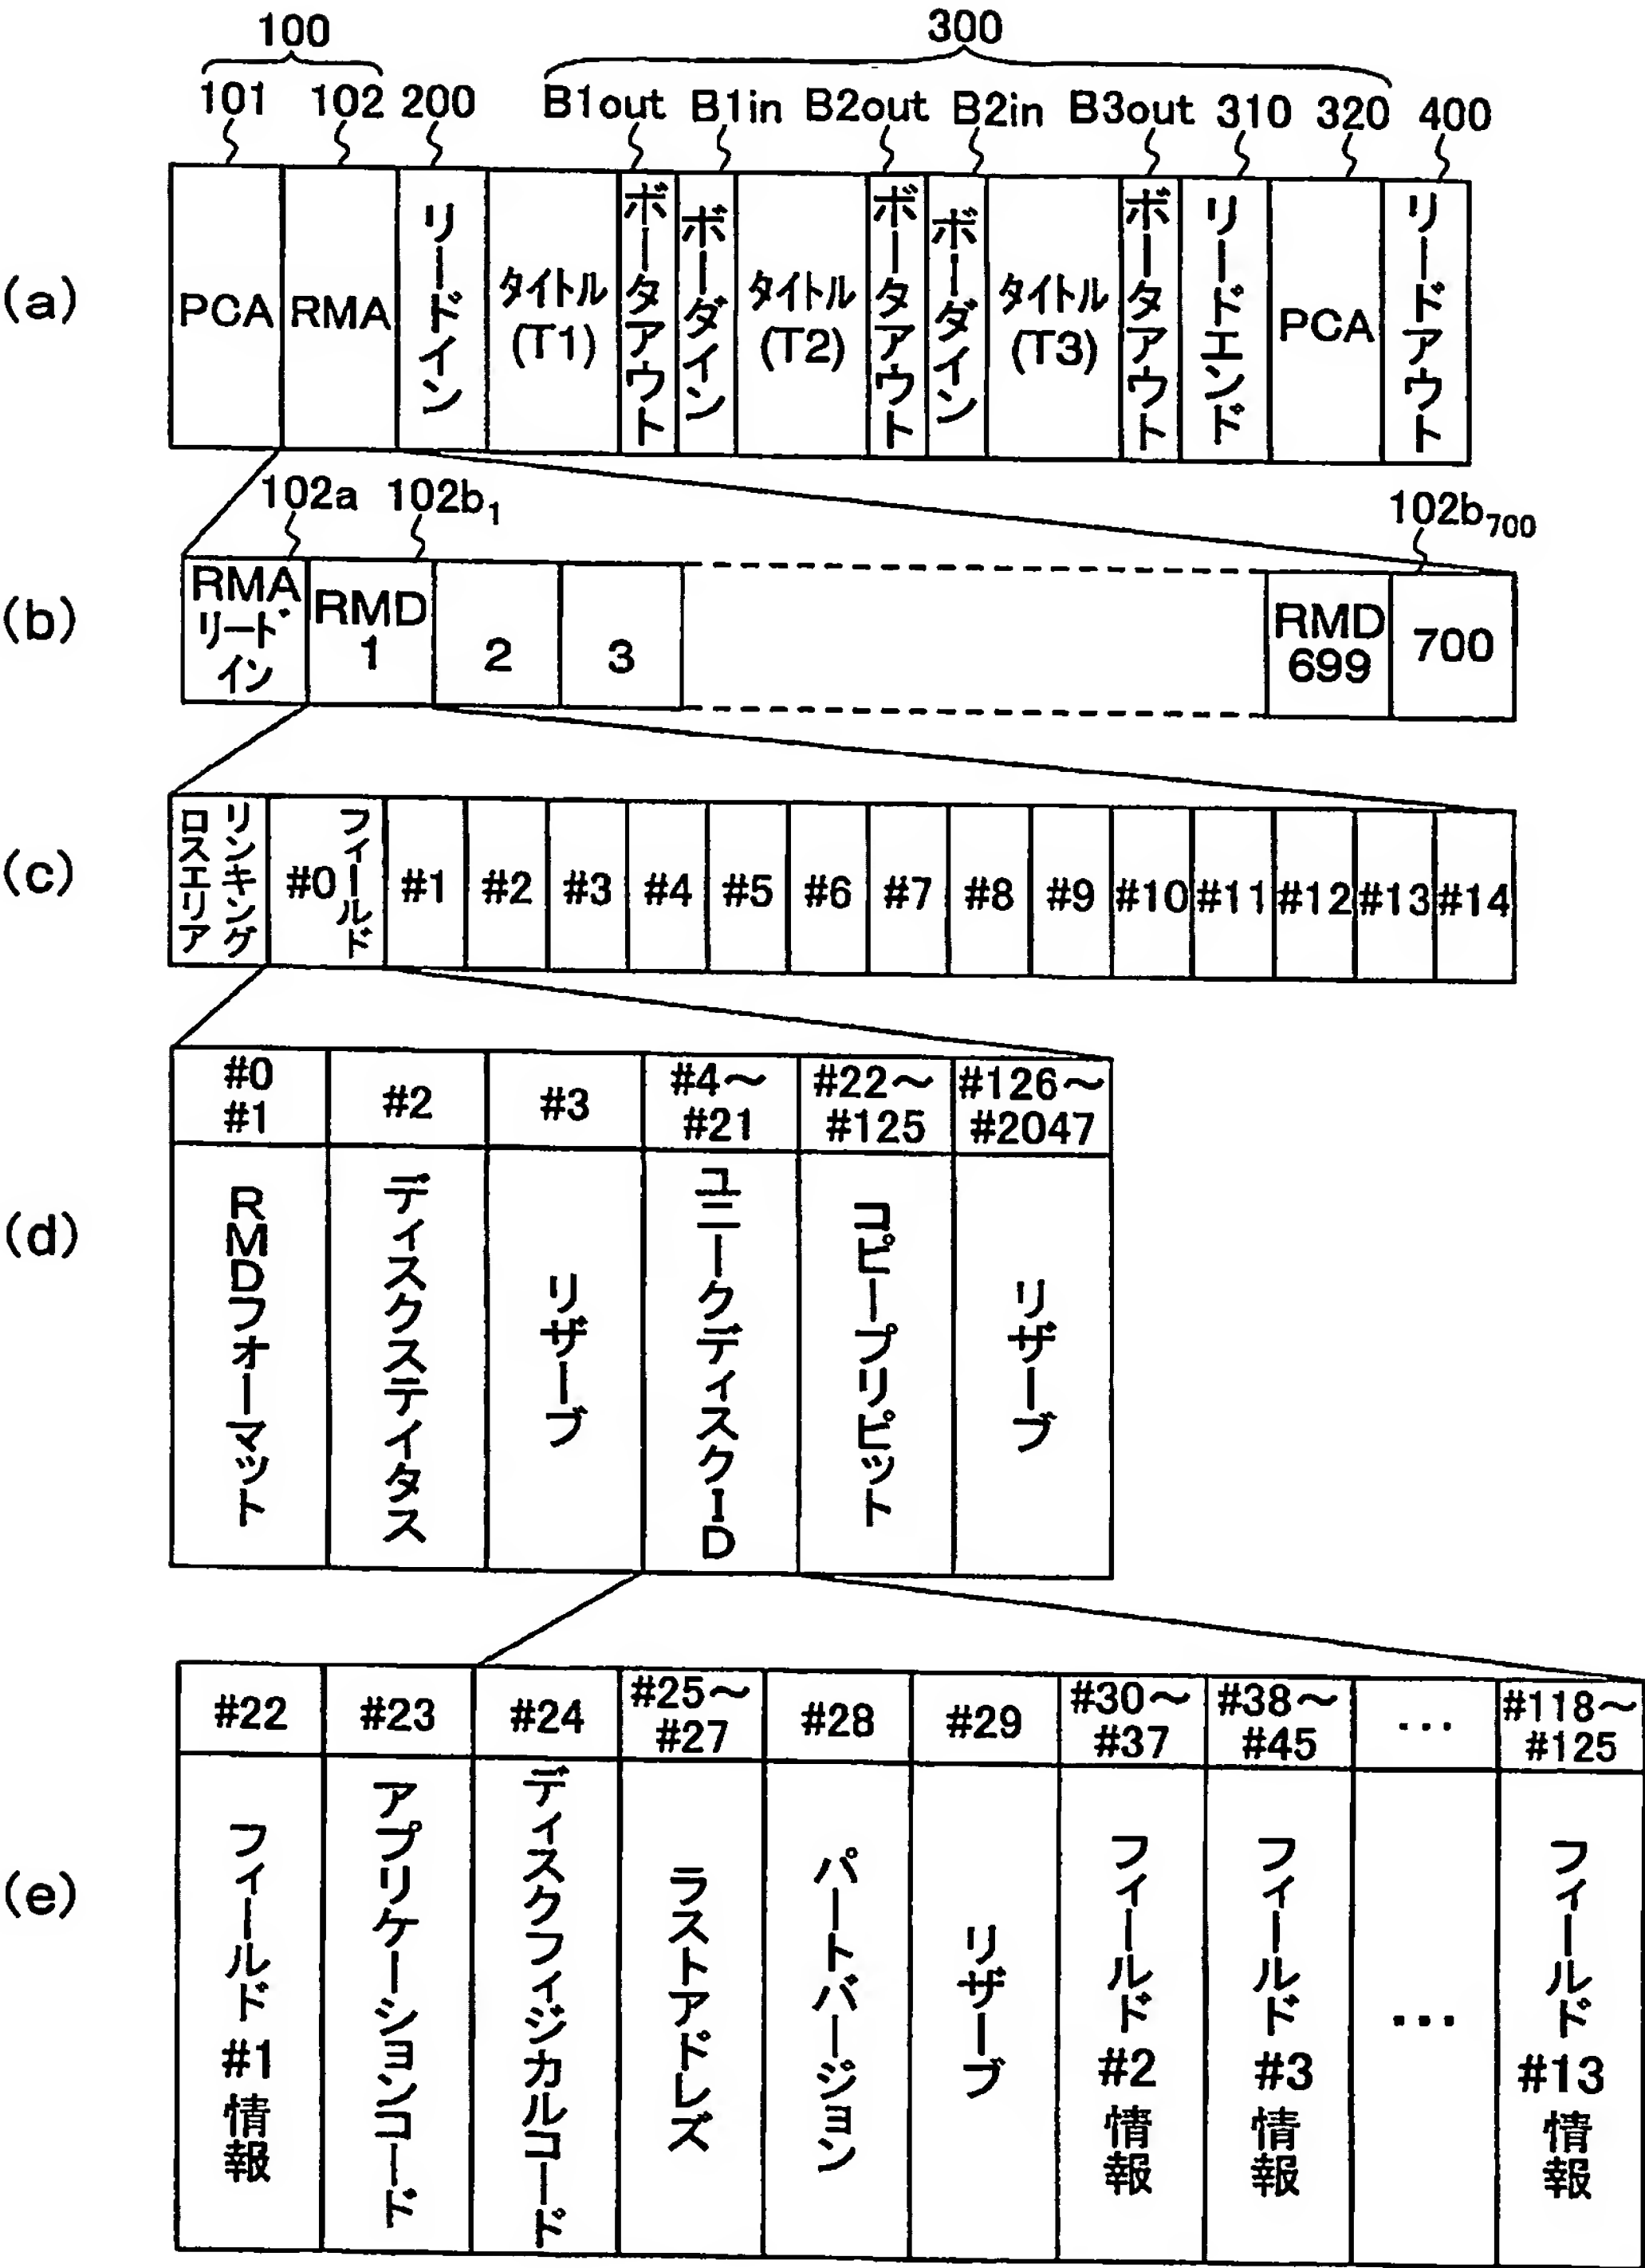 100
300
101
102
200
B1out
B1in
B2out
B2in
B3out
310
320
400
(a)
PCA
RMA
リードイン
タイトル
(T1)
ボータアウト
ボーダイン
タイトル
(T2)
ボータアウト
ボーダイン
タイトル
(T3)
ボータアウト
リードエンド
PCA
リードアウト
102a
102b1
102b700
(b)
RMA
リード
イン
RMD
1
2
3
RMD
699
700
(c)
リンキング
ロスエリア
フィールド
#0
#1
#2
#3
#4
#5
#6
#7
#8
#9
#10
#11
#12
#13
#14
(d)
#0
#1
#2
#3
#4～
#21
#22～
#125
#126～
#2047
RMDフォーマット
ディスクステイタス
リザーブ
ユニークディスクID
コピープリピット
リザーブ
(e)
#22
#23
#24
#25～
#27
#28
#29
#30～
#37
#38～
#45
...
#118～
#125
フィールド
#1
情報
アプリケーションコード
ディスクフィジカルコード
ラストアドレズ
パートバージョン
リザーブ
フィールド
#2
情報
フィールド
#3
情報
...
フィールド
#13
情報